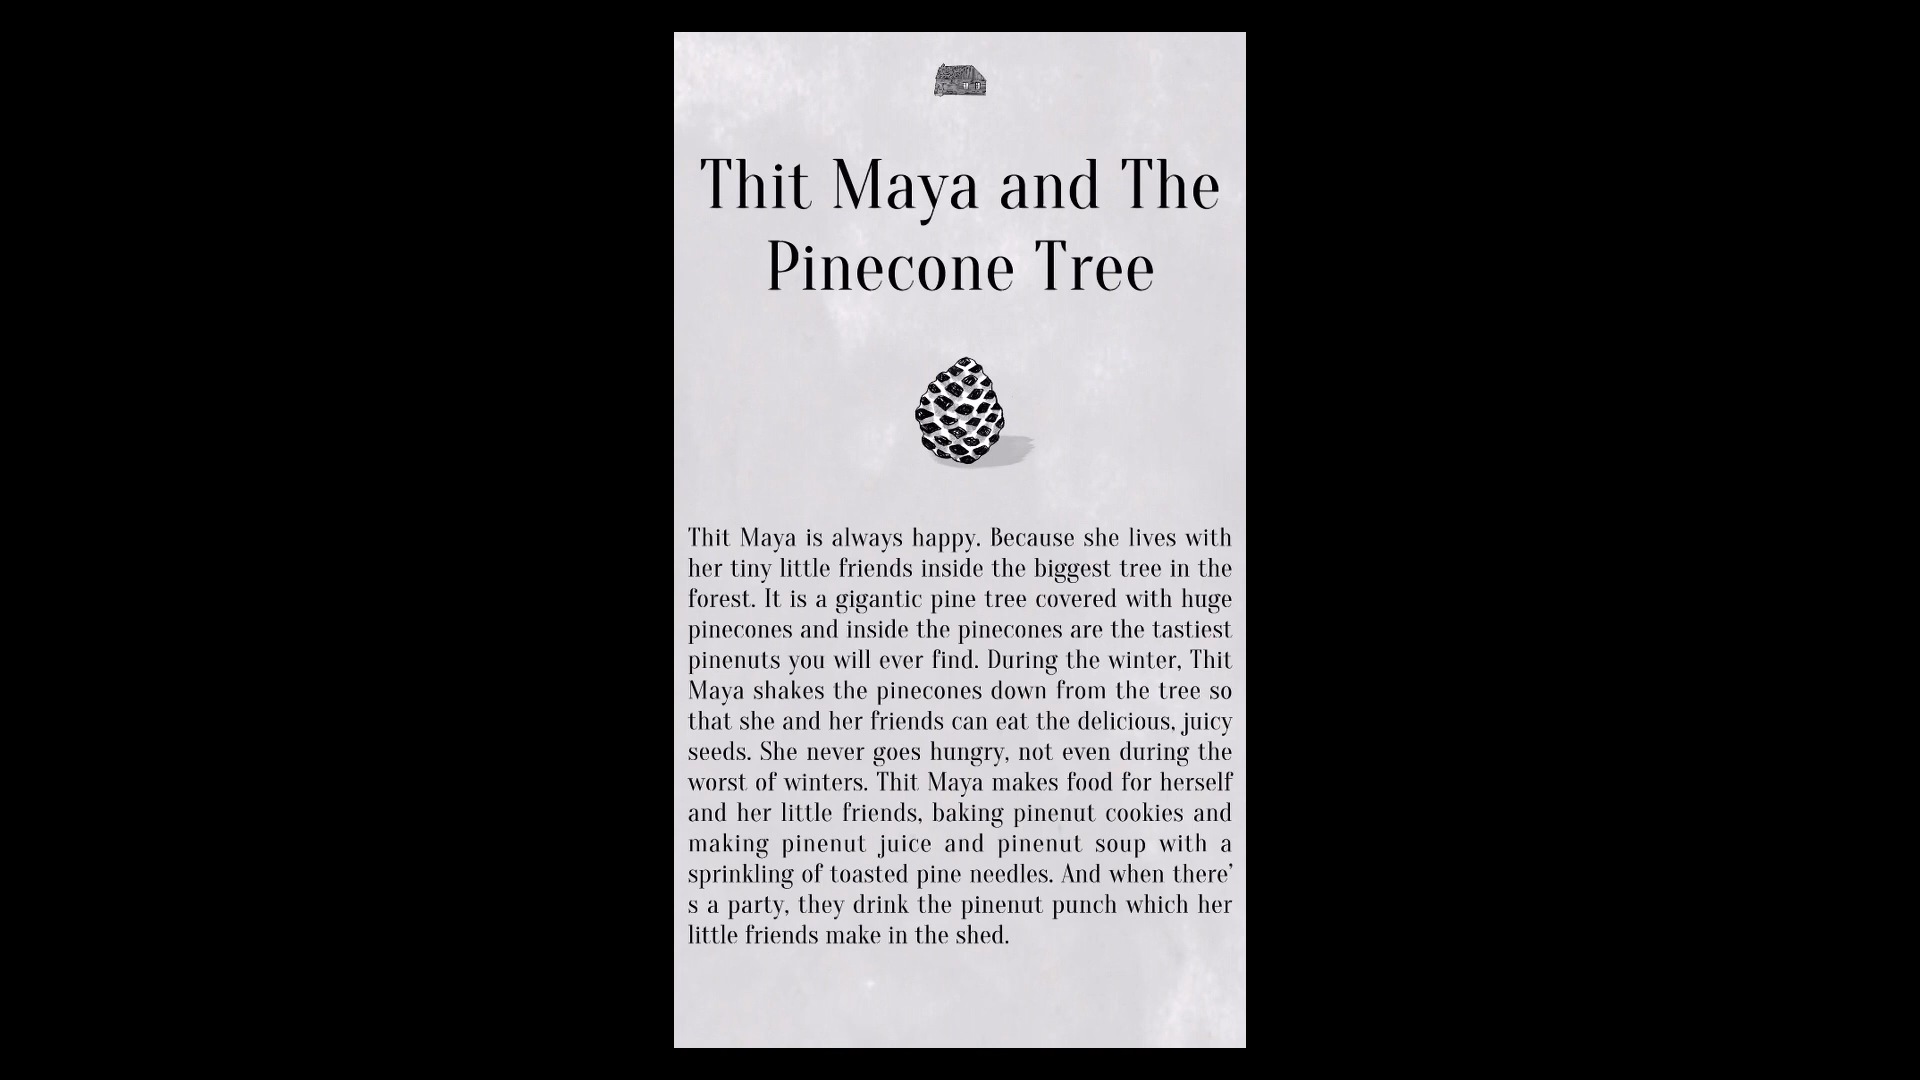 Thit Maya and The
Pinecone Tree
Thit Maya is always happy. Because she lives with
her tiny little friends inside the biggest tree in the
forest. It is a gigantic pine tree covered with huge
pinecones and inside the pinecones are the tastiest
pinenuts you will ever find. During the winter, Thit
Maya shakes the pinecones down from the tree so
that she and her friends can eat the delicious, juicy
seeds. She never goes hungry, not even during the
worst of winters. Thit Maya makes food for herself
and her little friends, baking pinenut cookies and
making pinenut juice and pinenut soup with a
sprinkling of toasted pine needles. And when there’
s a party, they drink the pinenut punch which her
little friends make in the shed.